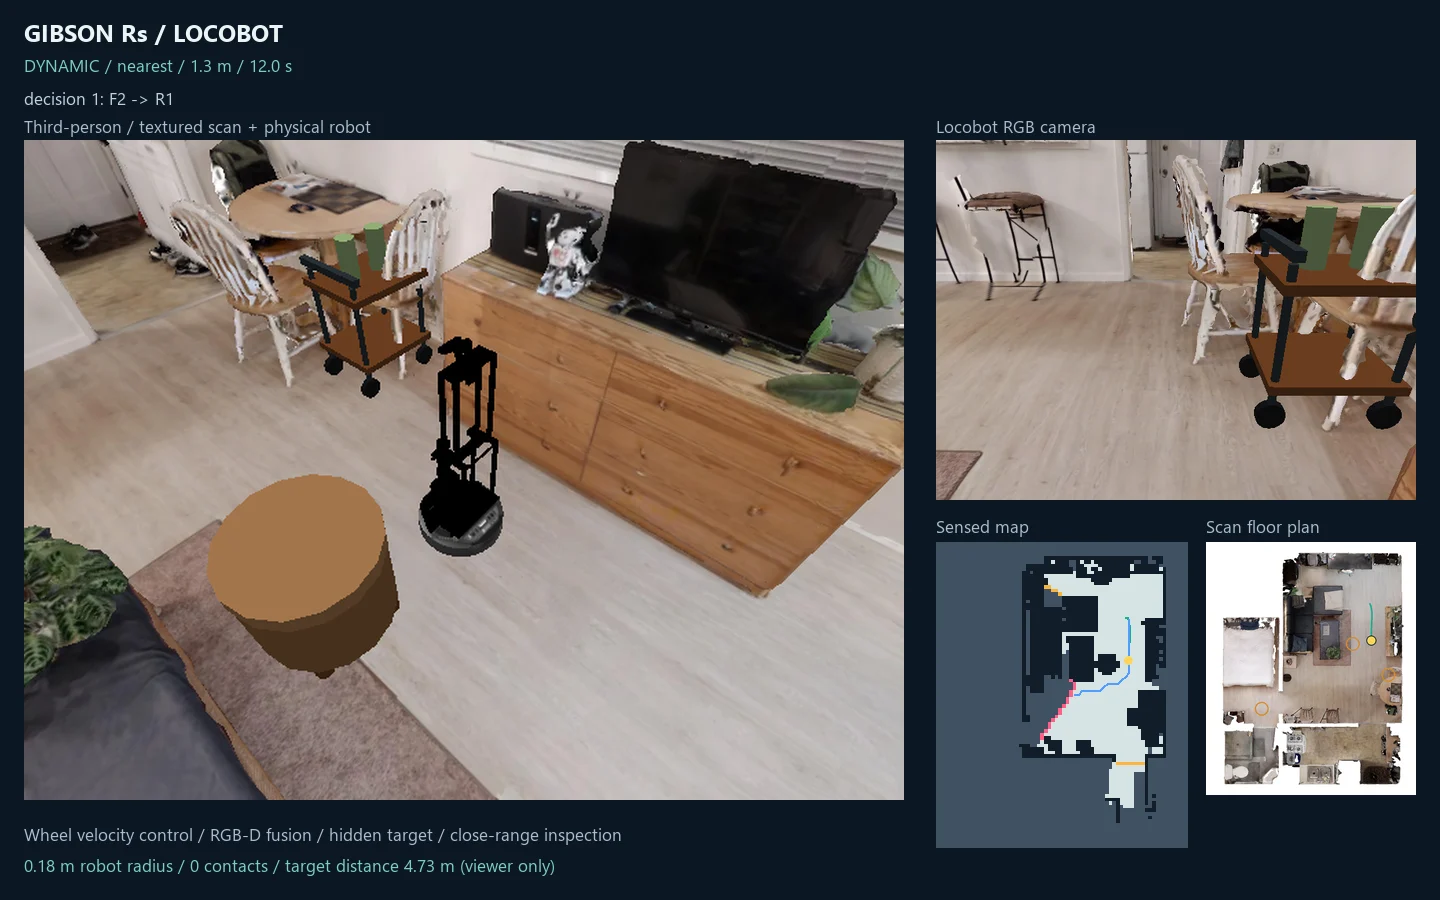 GIBSON Rs / LOCOBOT
DYNAMIC / nearest / 1.3 m / 12.0 s
decision 1: F2 -> R1
Third-person / textured scan + physical robot
Locobot RGB camera
Sensed map
Scan floor plan
Wheel velocity control / RGB-D fusion / hidden target / close-range inspection
0.18 m robot radius / 0 contacts / target distance 4.73 m (viewer only)